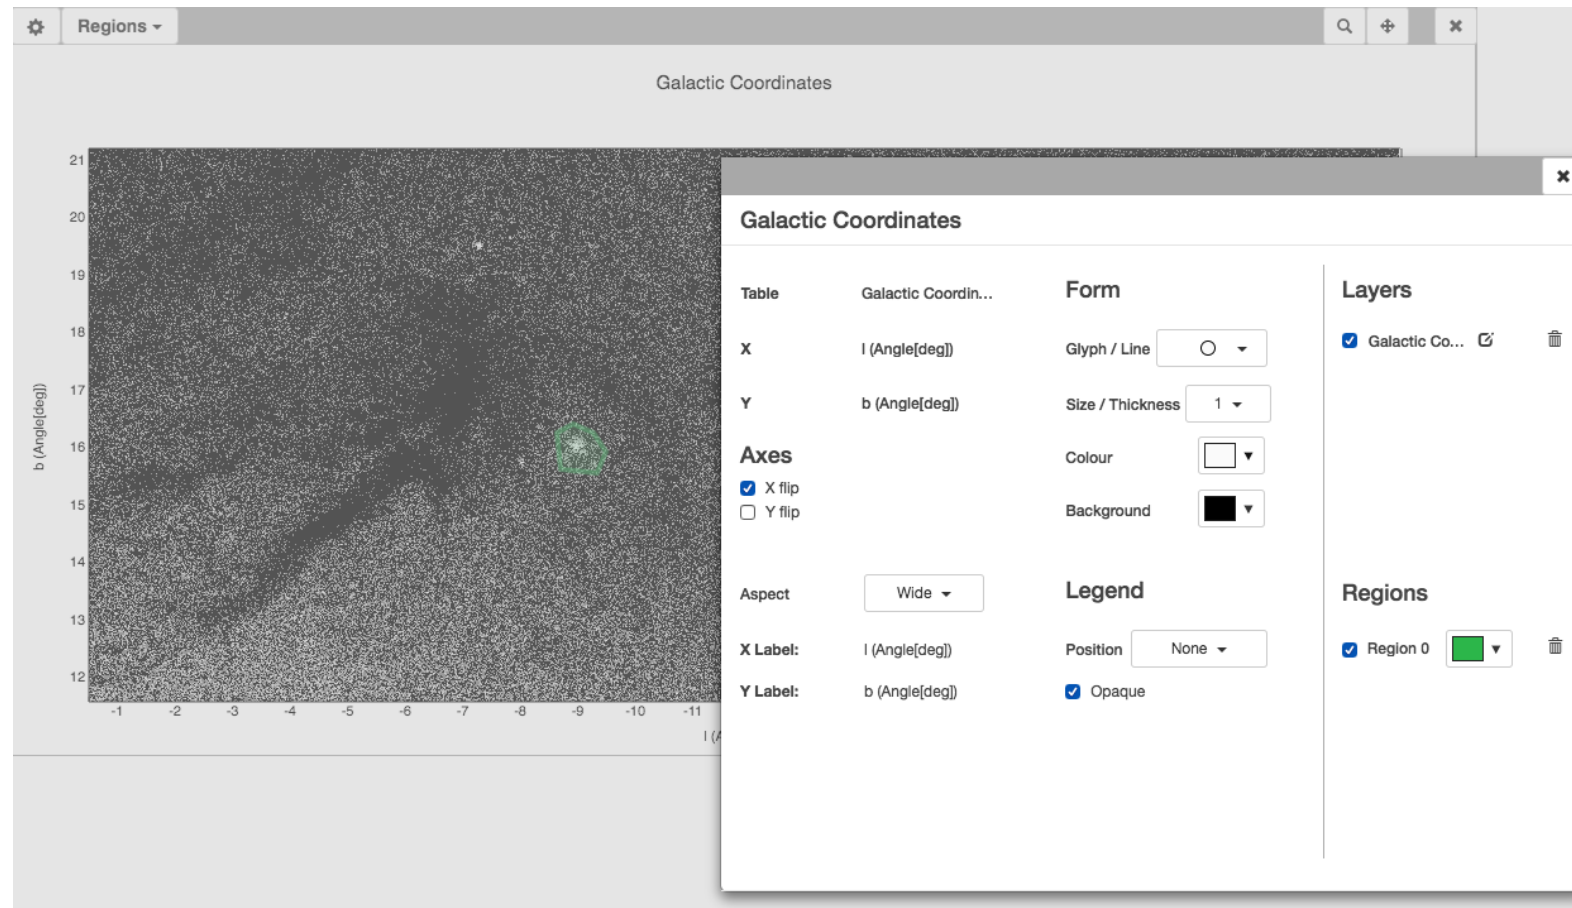 Regions
Galactic Coordinates
21
20
19
18
17
16
15
14
13
12
b (Angle[deg])
-1 -2 -3 -4 -5 -6 -7 -8 -9 -10 -11
l (A
Galactic Coordinates
Table Galactic Coordin...
X l (Angle[deg])
Y b (Angle[deg])
Axes
X flip
Y flip
Aspect Wide
X Label: l (Angle[deg])
Y Label: b (Angle[deg])
Form
Glyph / Line
Size / Thickness 1
Colour
Background
Legend
Position None
Opaque
Layers
Galactic Co...
Regions
Region 0